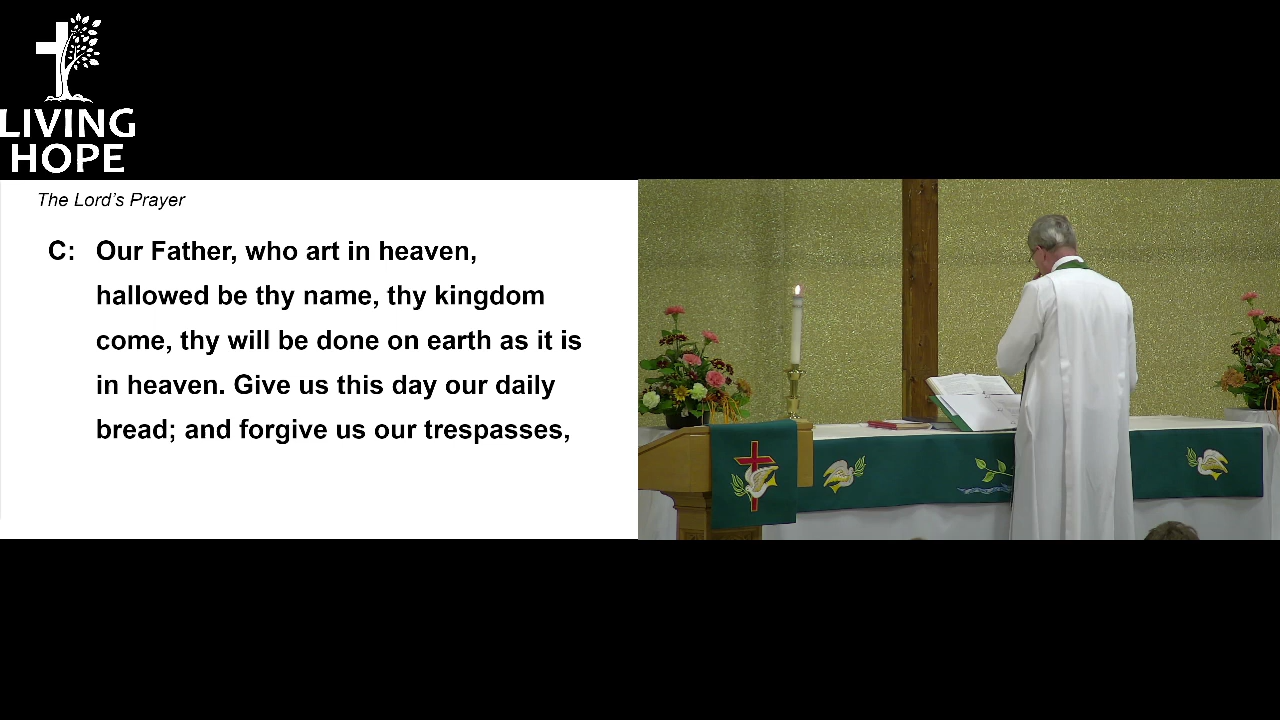 LIVING
HOPE
The Lord's Prayer
C: Our Father, who art in heaven,
hallowed be thy name, thy kingdom
come, thy will be done on earth as it is
in heaven. Give us this day our daily
bread; and forgive us our trespasses,